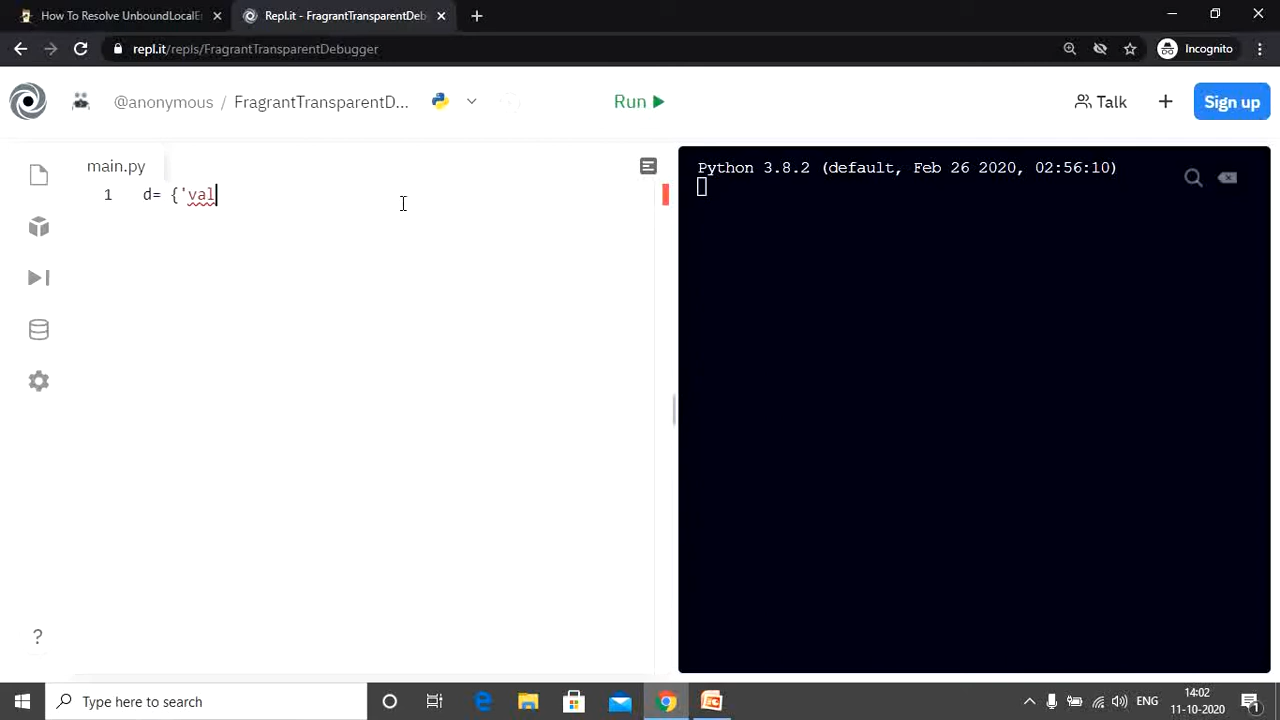 How To Resolve UnboundLocalEr
Repl.it - FragrantTransparentDeb
repl.it/repls/FragrantTransparentDebugger
Incognito
@anonymous / FragrantTransparentD...
Run
Talk
Sign up
main.py
1 d= {'val
Python 3.8.2 (default, Feb 26 2020, 02:56:10)
?
Type here to search
ENG
14:02
11-10-2020
1